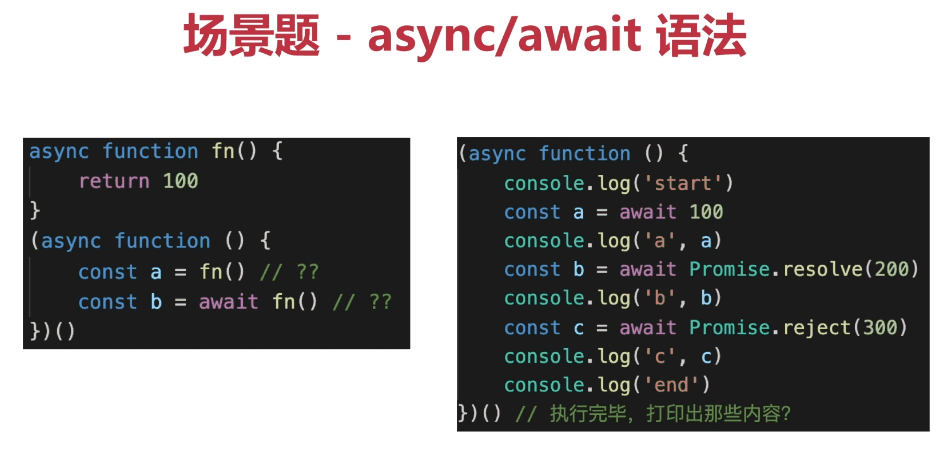 场景题 - async/await 语法
async function fn() {
    return 100
}
(async function () {
    const a = fn() // ??
    const b = await fn() // ??
})()
(async function () {
    console.log('start')
    const a = await 100
    console.log('a', a)
    const b = await Promise.resolve(200)
    console.log('b', b)
    const c = await Promise.reject(300)
    console.log('c', c)
    console.log('end')
})() // 执行完毕，打印出那些内容?